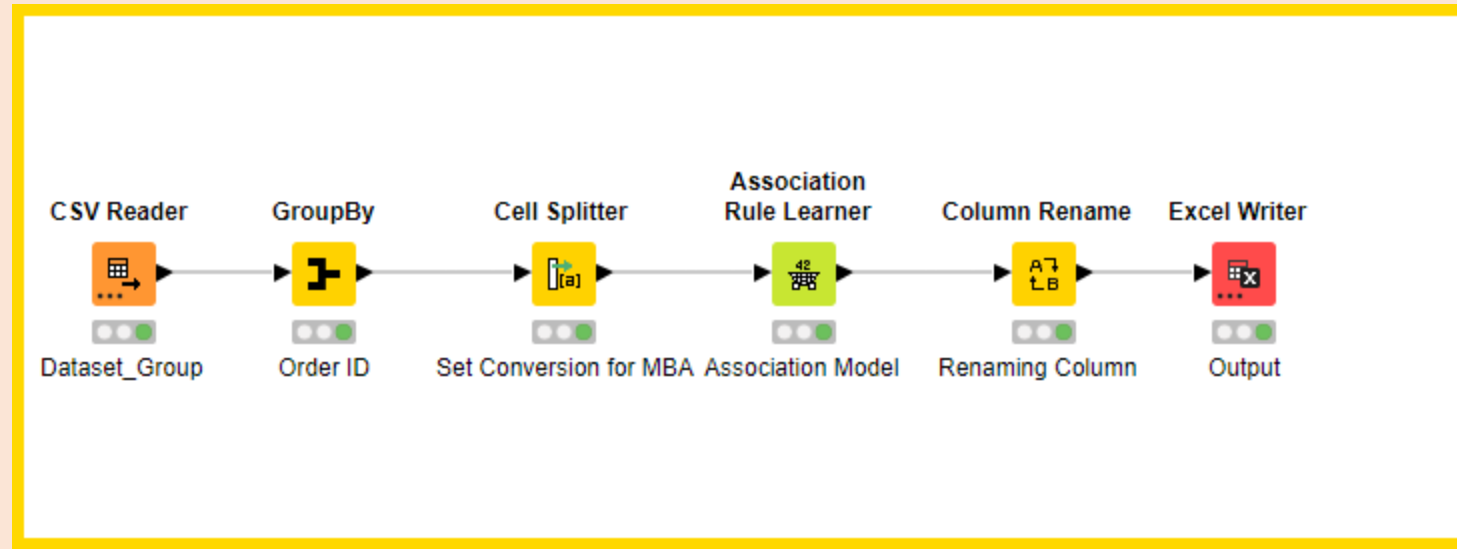 CSV Reader
GroupBy
Cell Splitter
Association
Rule Learner
Column Rename
Excel Writer
[a]
42
A
B
X
Dataset_Group
Order ID
Set Conversion for MBA
Association Model
Renaming Column
Output